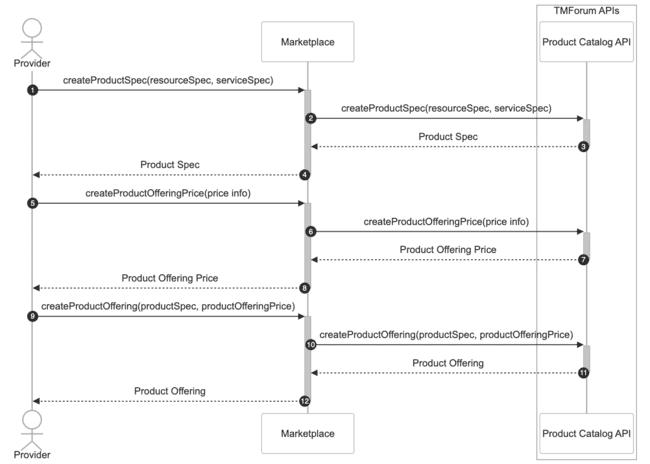 TMForum APIs
Provider
Marketplace
Product Catalog API
createProductSpec(resourceSpec, serviceSpec)
1
createProductSpec(resourceSpec, serviceSpec)
2
Product Spec
3
Product Spec
4
createProductOfferingPrice(price info)
5
createProductOfferingPrice(price info)
6
Product Offering Price
7
Product Offering Price
8
createProductOffering(productSpec, productOfferingPrice)
9
createProductOffering(productSpec, productOfferingPrice)
10
Product Offering
11
Product Offering
12
Provider
Marketplace
Product Catalog API